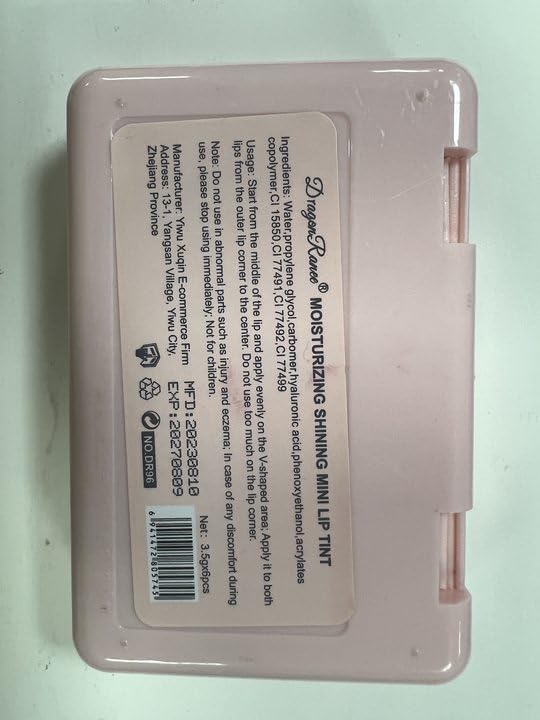 DragonRanee® MOISTURIZING SHINING MINI LIP TINT
Ingredients: Water,propylene glycol,carbomer,hyaluronic acid,phenoxyethanol,acrylates
copolymer,CI 15850,CI 77491,CI 77492,CI 77499
Usage: Start from the middle of the lip and apply evenly on the V-shaped area; Apply it to both
lips from the outer lip corner to the center. Do not use too much on the lip corner.
Note: Do not use in abnormal parts such as injury and eczema; In case of any discomfort during
use, please stop using immediately; Not for children.
Manufacturer: Yiwu Xuqin E-commerce Firm
Address: 13-1, Yangsan Village, Yiwu City.
Zhejiang Province
MFD:20230810
EXP:20270809
NO.DR96
Net: 3.5gx6pcs
6941472805745